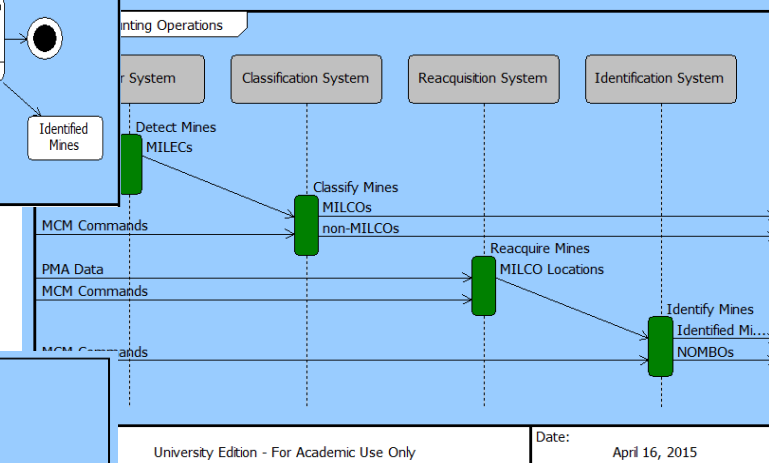 nting Operations
r System
Classification System
Reacquisition System
Identification System
Identified
Mines
Detect Mines
MILECs
Classify Mines
MILCOs
MCM Commands
non-MILCOs
Reacquire Mines
PMA Data
MILCO Locations
MCM Commands
Identify Mines
Identified Mi...
MCM Commands
NOMBOs
University Edition - For Academic Use Only
Date:
April 16, 2015